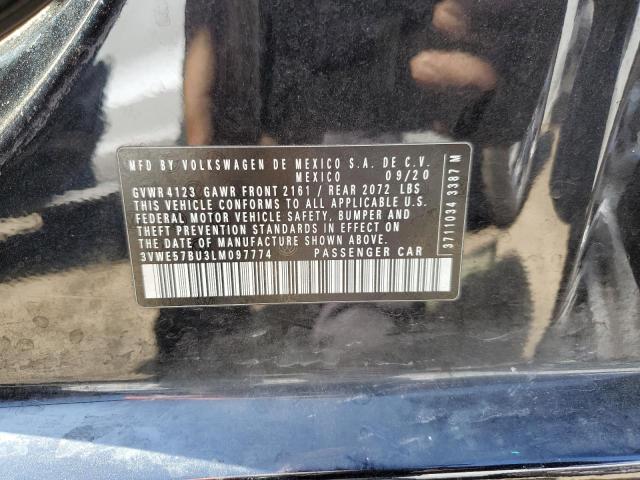 MFD BY VOLKSWAGEN DE MEXICO S.A. DE C.V.
MEXICO 09/20
GVWR 4123 GAWR FRONT 2161 / REAR 2072 LBS
THIS VEHICLE CONFORMS TO ALL APPLICABLE U.S.
FEDERAL MOTOR VEHICLE SAFETY, BUMPER AND
THEFT PREVENTION STANDARDS IN EFFECT ON
THE DATE OF MANUFACTURE SHOWN ABOVE.
3VWE57BU3LM097774 PASSENGER CAR
3711034 3387 M